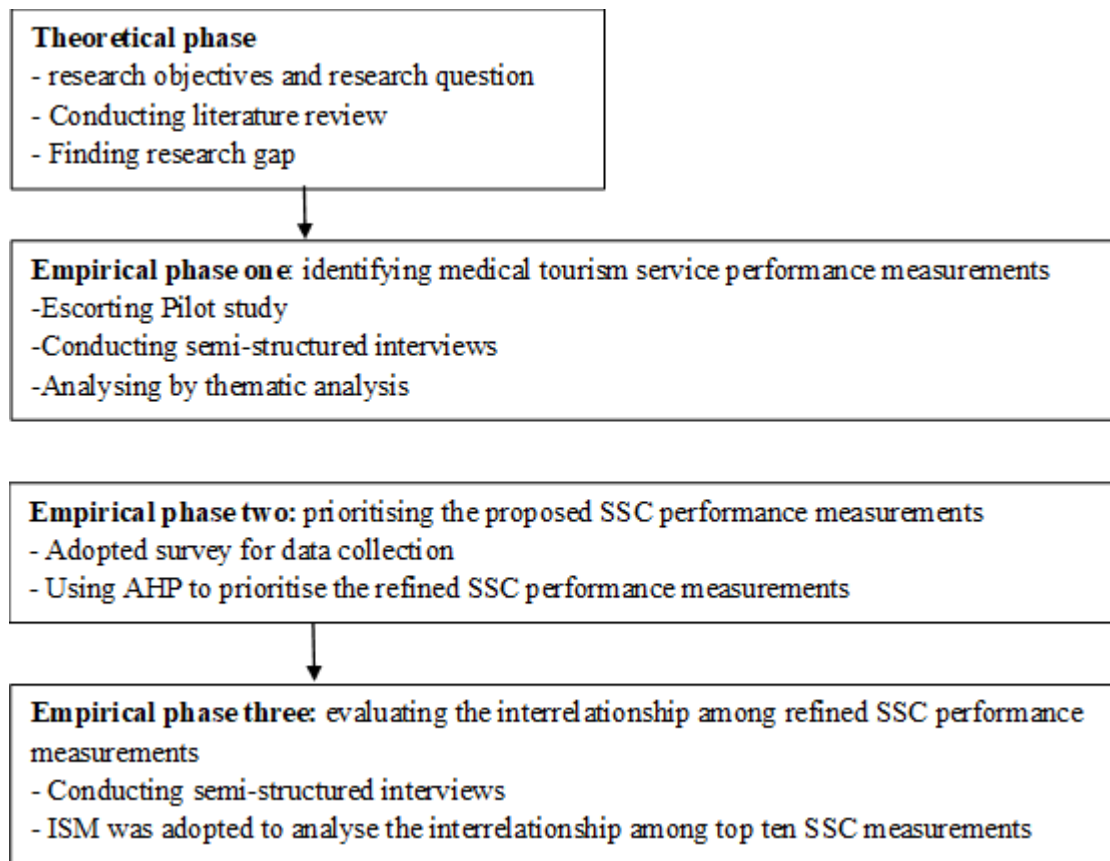 Theoretical phase
- research objectives and research question
- Conducting literature review
- Finding research gap
Empirical phase one: identifying medical tourism service performance measurements
-Escorting Pilot study
-Conducting semi-structured interviews
-Analysing by thematic analysis
Empirical phase two: prioritising the proposed SSC performance measurements
- Adopted survey for data collection
- Using AHP to prioritise the refined SSC performance measurements
Empirical phase three: evaluating the interrelationship among refined SSC performance
measurements
- Conducting semi-structured interviews
- ISM was adopted to analyse the interrelationship among top ten SSC measurements